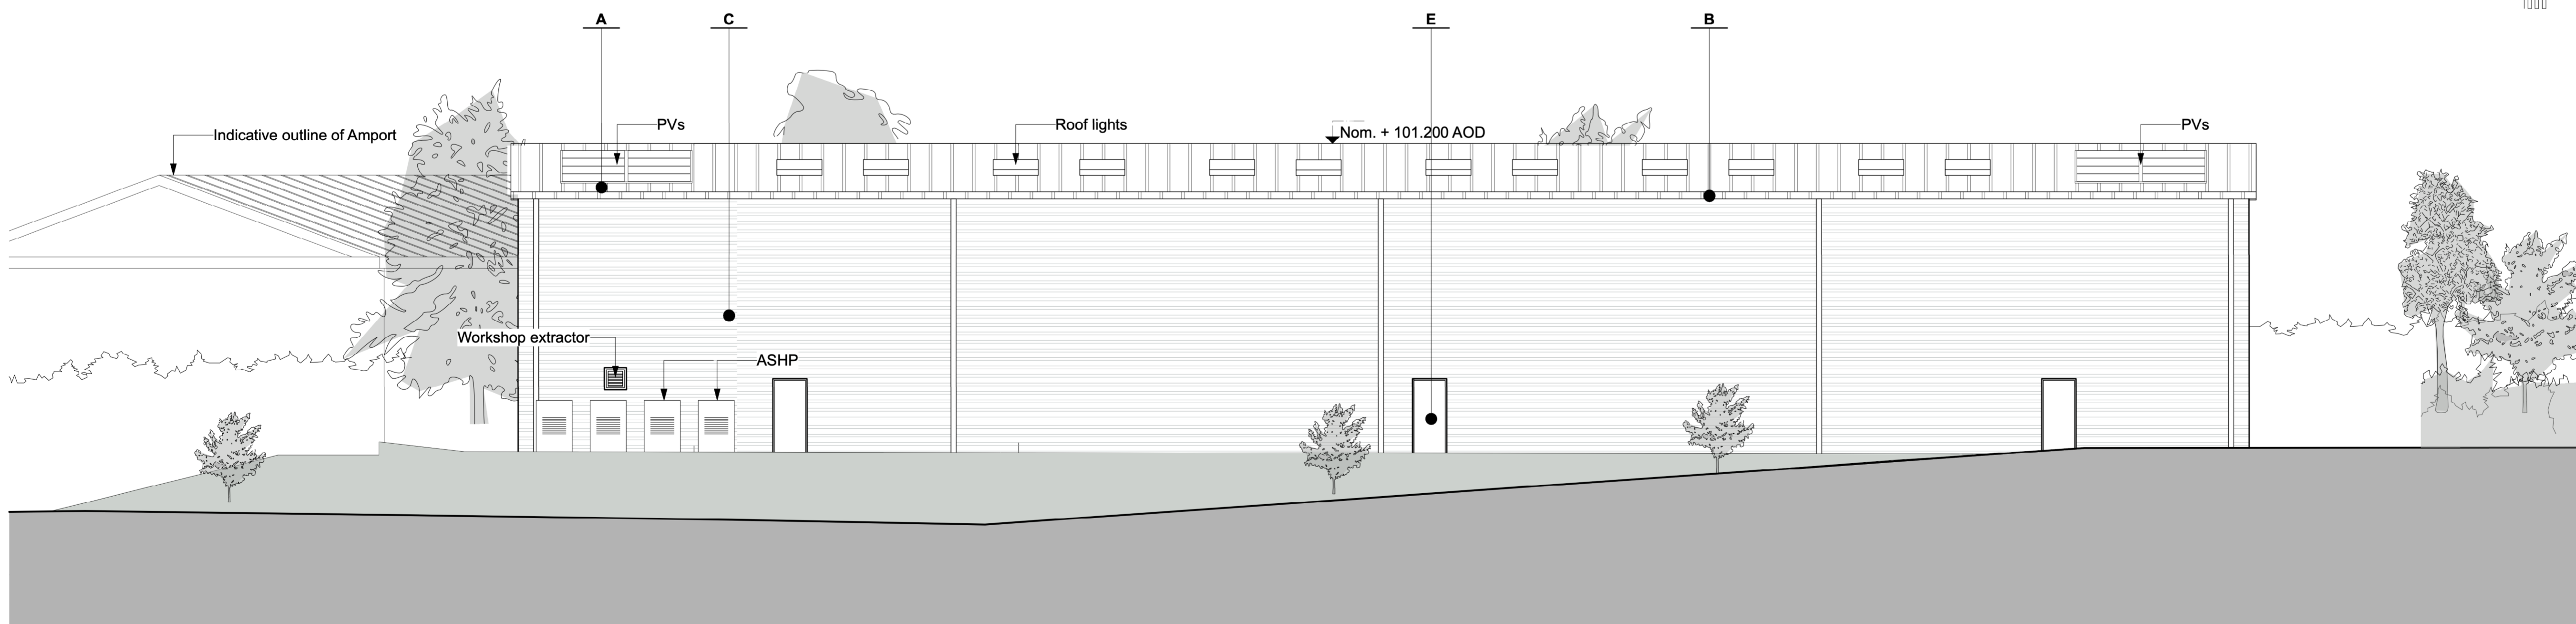 A
C
E
B
PVs
Roof lights
PVs
Nom. + 101.200 AOD
Indicative outline of Amport
Workshop extractor
ASHP